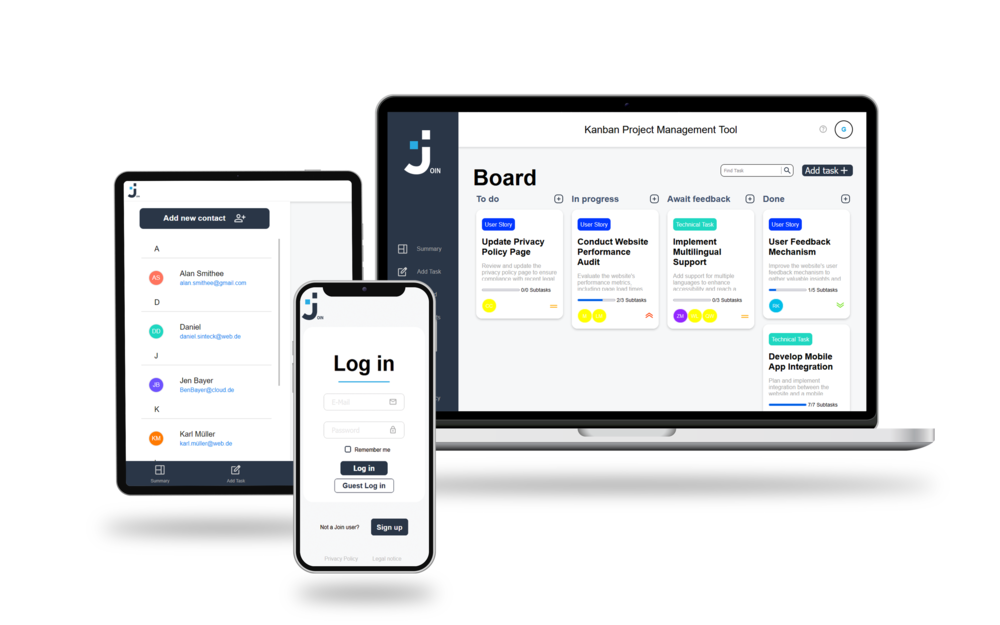 OIN
Kanban Project Management Tool
G
Board
Find Task
Add task
To do
In progress
Await feedback
Done
User Story
Update Privacy
Policy Page
Review and update the
privacy policy page to ensure
compliance with recent legal
0/0 Subtasks
User Story
Conduct Website
Performance
Audit
Evaluate the website's
performance metrics,
including page load times
2/3 Subtasks
Technical Task
Implement
Multilingual
Support
Add support for multiple
languages to enhance
accessibility and reach a
0/3 Subtasks
ZM
User Story
User Feedback
Mechanism
Improve the website's user
feedback mechanism to
gather valuable insights and
1/5 Subtasks
RK
Technical Task
Develop Mobile
App Integration
Plan and implement
integration between the
website and a mobile
7/7 Subtasks
Summary
Add Task
Add new contact
A
AS
Alan Smithee
alan.smithee@gmail.com
D
DD
Daniel
daniel.sinteck@web.de
J
JB
Jen Bayer
BenBayer@cloud.de
K
KM
Karl Müller
karl.müller@web.de
Summary
Add Task
OIN
Log in
E-Mail
Password
Remember me
Log in
Guest Log in
Not a Join user?
Sign up
Privacy Policy
Legal notice